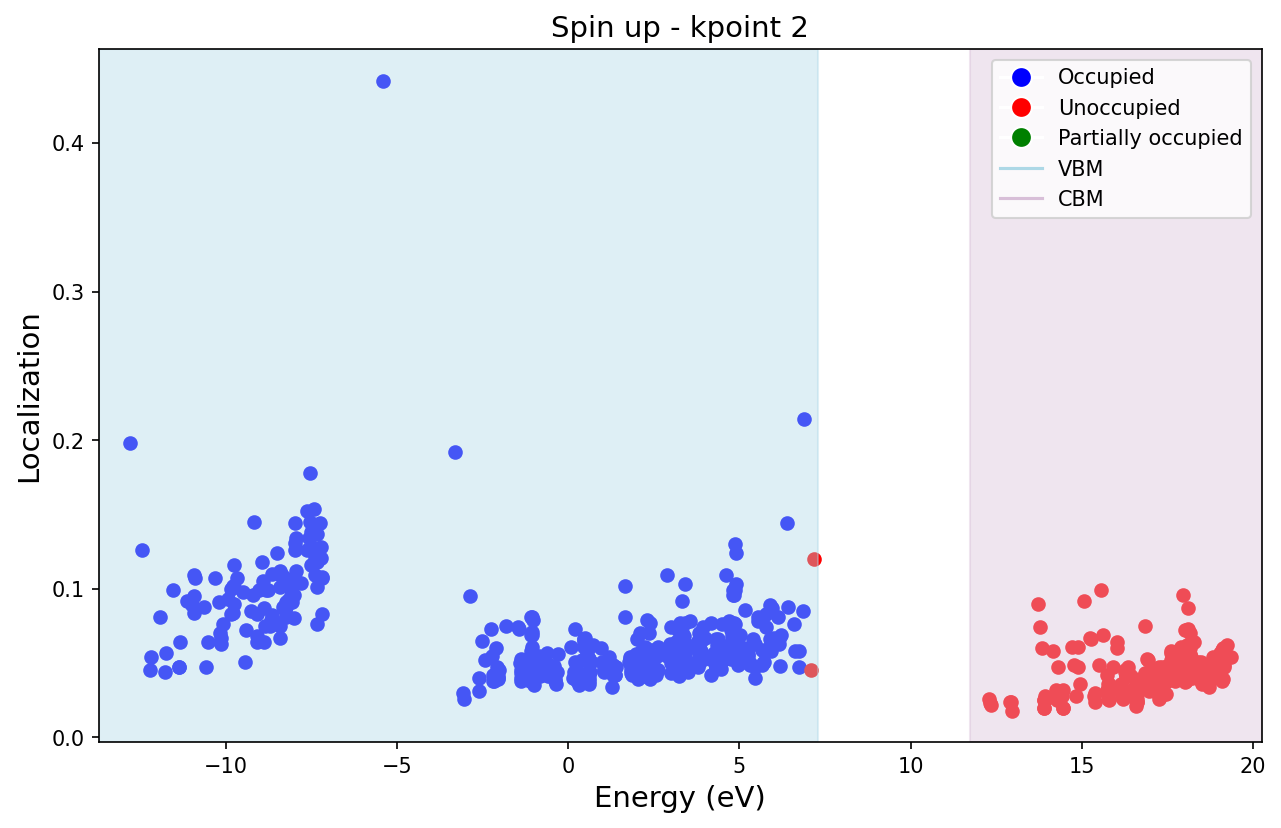 Spin up - kpoint 2
Localization
0.4
0.3
0.2
0.1
0.0
Occupied
Unoccupied
Partially occupied
VBM
CBM
−10
−5
0
5
10
15
20
Energy (eV)